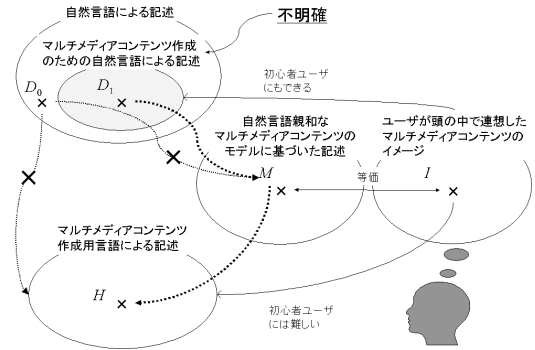 自然言語による記述
不明確
マルチメディアコンテンツ作成
のための自然言語による記述
D0
D1
初心者ユーザ
にもできる
自然言語親和な
マルチメディアコンテンツの
モデルに基づいた記述
ユーザが頭の中で連想した
マルチメディアコンテンツの
イメージ
M
等価
I
マルチメディアコンテンツ
作成用言語による記述
H
初心者ユーザ
には難しい